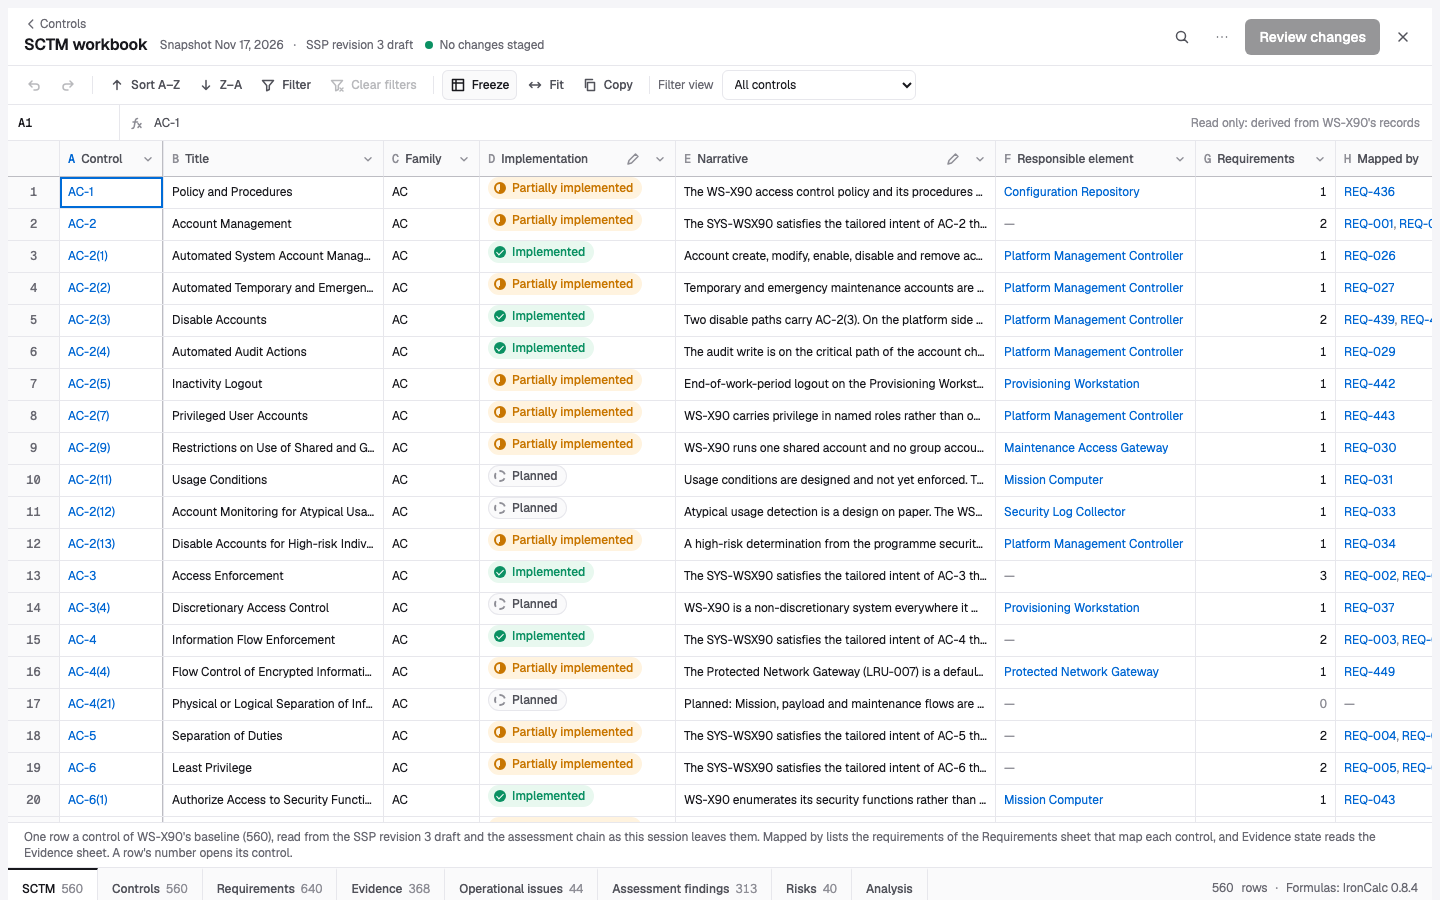 Controls
SCTM workbook Snapshot Nov 17, 2026 · SSP revision 3 draft No changes staged
··· Review changes
Sort A–Z Z–A Filter Clear filters Freeze Fit Copy Filter view All controls
A1 fx AC-1 Read only: derived from WS-X90's records
A Control B Title C Family D Implementation E Narrative F Responsible element G Requirements H Mapped by
1 AC-1 Policy and Procedures AC Partially implemented The WS-X90 access control policy and its procedures ... Configuration Repository 1 REQ-436
2 AC-2 Account Management AC Partially implemented The SYS-WSX90 satisfies the tailored intent of AC-2 th... — 2 REQ-001, REQ-0
3 AC-2(1) Automated System Account Manag... AC Implemented Account create, modify, enable, disable and remove ac... Platform Management Controller 1 REQ-026
4 AC-2(2) Automated Temporary and Emergen... AC Partially implemented Temporary and emergency maintenance accounts are ... Platform Management Controller 1 REQ-027
5 AC-2(3) Disable Accounts AC Implemented Two disable paths carry AC-2(3). On the platform side ... Platform Management Controller 2 REQ-439, REQ-4
6 AC-2(4) Automated Audit Actions AC Implemented The audit write is on the critical path of the account ch... Platform Management Controller 1 REQ-029
7 AC-2(5) Inactivity Logout AC Partially implemented End-of-work-period logout on the Provisioning Workst... Provisioning Workstation 1 REQ-442
8 AC-2(7) Privileged User Accounts AC Partially implemented WS-X90 carries privilege in named roles rather than o... Platform Management Controller 1 REQ-443
9 AC-2(9) Restrictions on Use of Shared and G... AC Partially implemented WS-X90 runs one shared account and no group accou... Maintenance Access Gateway 1 REQ-030
10 AC-2(11) Usage Conditions AC Planned Usage conditions are designed and not yet enforced. T... Mission Computer 1 REQ-031
11 AC-2(12) Account Monitoring for Atypical Usa... AC Planned Atypical usage detection is a design on paper. The WS... Security Log Collector 1 REQ-033
12 AC-2(13) Disable Accounts for High-risk Indiv... AC Partially implemented A high-risk determination from the programme securit... Platform Management Controller 1 REQ-034
13 AC-3 Access Enforcement AC Implemented The SYS-WSX90 satisfies the tailored intent of AC-3 th... — 3 REQ-002, REQ-
14 AC-3(4) Discretionary Access Control AC Planned WS-X90 is a non-discretionary system everywhere it ... Provisioning Workstation 1 REQ-037
15 AC-4 Information Flow Enforcement AC Implemented The SYS-WSX90 satisfies the tailored intent of AC-4 th... — 2 REQ-003, REQ-
16 AC-4(4) Flow Control of Encrypted Informati... AC Partially implemented The Protected Network Gateway (LRU-007) is a defaul... Protected Network Gateway 1 REQ-449
17 AC-4(21) Physical or Logical Separation of Inf... AC Planned Planned: Mission, payload and maintenance flows are ... — 0 —
18 AC-5 Separation of Duties AC Partially implemented The SYS-WSX90 satisfies the tailored intent of AC-5 th... — 2 REQ-004, REQ-
19 AC-6 Least Privilege AC Partially implemented The SYS-WSX90 satisfies the tailored intent of AC-6 th... — 2 REQ-005, REQ-
20 AC-6(1) Authorize Access to Security Functi... AC Implemented WS-X90 enumerates its security functions rather than ... Mission Computer 1 REQ-043
One row a control of WS-X90's baseline (560), read from the SSP revision 3 draft and the assessment chain as this session leaves them. Mapped by lists the requirements of the Requirements sheet that map each control, and Evidence state reads the
Evidence sheet. A row's number opens its control.
SCTM 560 Controls 560 Requirements 640 Evidence 368 Operational issues 44 Assessment findings 313 Risks 40 Analysis 560 rows · Formulas: IronCalc 0.8.4